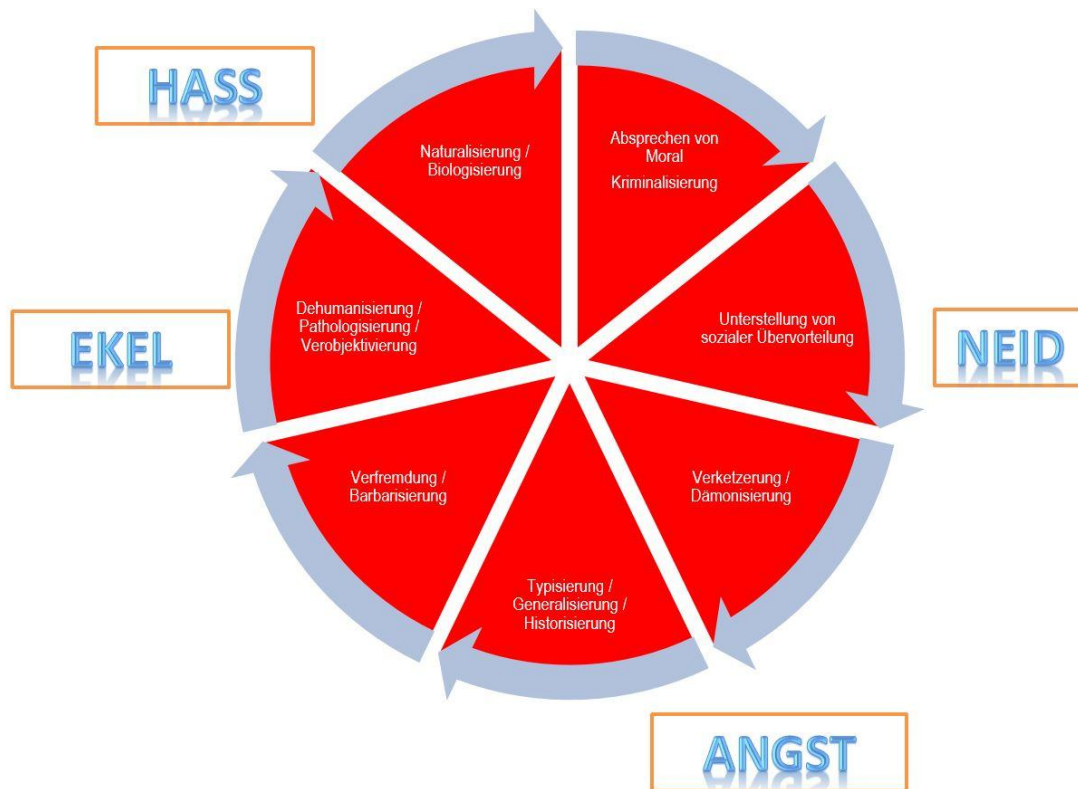 HASS
Naturalisierung /
Biologisierung
Absprechen von
Moral
Kriminalisierung
Dehumanisierung /
Pathologisierung /
Verobjektivierung
Unterstellung von
sozialer Übervorteilung
EKEL
NEID
Verfremdung /
Barbarisierung
Verketzerung /
Dämonisierung
Typisierung /
Generalisierung /
Historisierung
ANGST